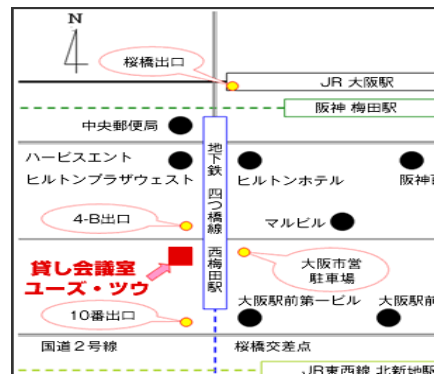 N
桜橋出口
JR 大阪駅
阪神 梅田駅
中央郵便局
地下鉄 四つ橋線 西梅田駅
ハービスエント
ヒルトンプラザウェスト
ヒルトンホテル
阪神
4-B出口
マルビル
貸し会議室
ユーズ・ツウ
大阪市営
駐車場
10番出口
大阪駅前第一ビル
大阪駅前
国道2号線
桜橋交差点
JR東西線 北新地駅